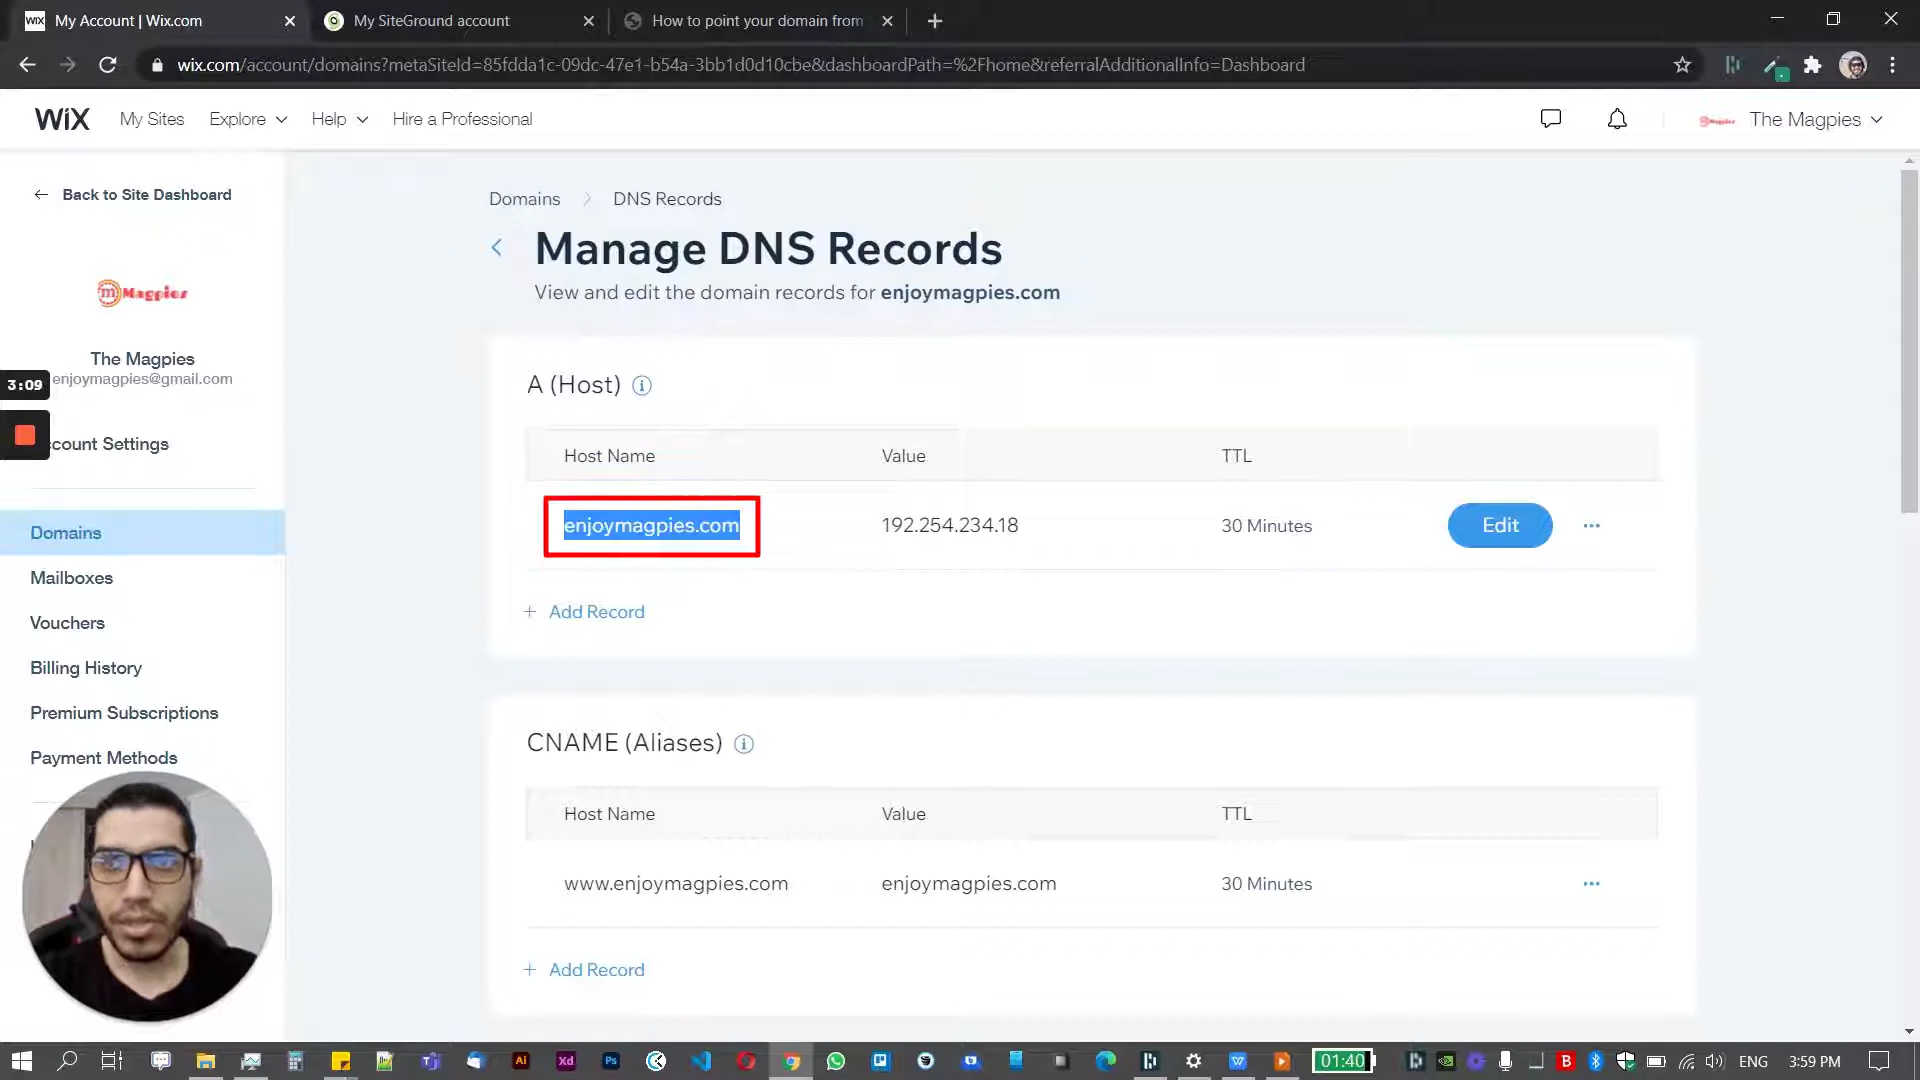 WiX My Account | Wix.com
My SiteGround account
How to point your domain from
wix.com/account/domains?metaSiteId=85fdda1c-09dc-47e1-b54a-3bb1d0d10cbe&dashboardPath=%2Fhome&referralAdditionalInfo=Dashboard
WiX My Sites Explore Help Hire a Professional
The Magpies
Back to Site Dashboard
Magpies
The Magpies
enjoymagpies@gmail.com
3:09
ccount Settings
Domains
Mailboxes
Vouchers
Billing History
Premium Subscriptions
Payment Methods
Domains DNS Records
Manage DNS Records
View and edit the domain records for enjoymagpies.com
A (Host)
Host Name Value TTL
enjoymagpies.com 192.254.234.18 30 Minutes Edit
+ Add Record
CNAME (Aliases)
Host Name Value TTL
www.enjoymagpies.com enjoymagpies.com 30 Minutes
+ Add Record
Ai Xd Ps 01:40 B ENG 3:59 PM